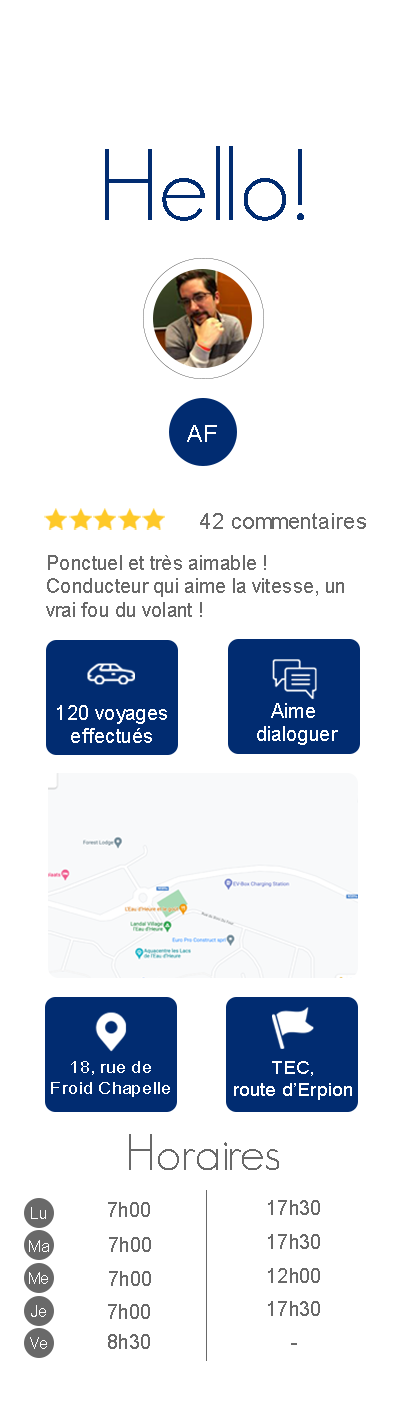 Hello!
AF
42 commentaires
Ponctuel et très aimable !
Conducteur qui aime la vitesse, un
vrai fou du volant !
120 voyages
effectués
Aime
dialoguer
Forest Lodge
EV-Box Charging Station
Landal Village
l'Eau d'Heure
Euro Pro Construct sprl
Aquacentre les Lacs
de l'Eau d'Heure
18, rue de
Froid Chapelle
TEC,
route d'Erpion
Horaires
Lu 7h00 17h30
Ma 7h00 17h30
Me 7h00 12h00
Je 7h00 17h30
Ve 8h30 -